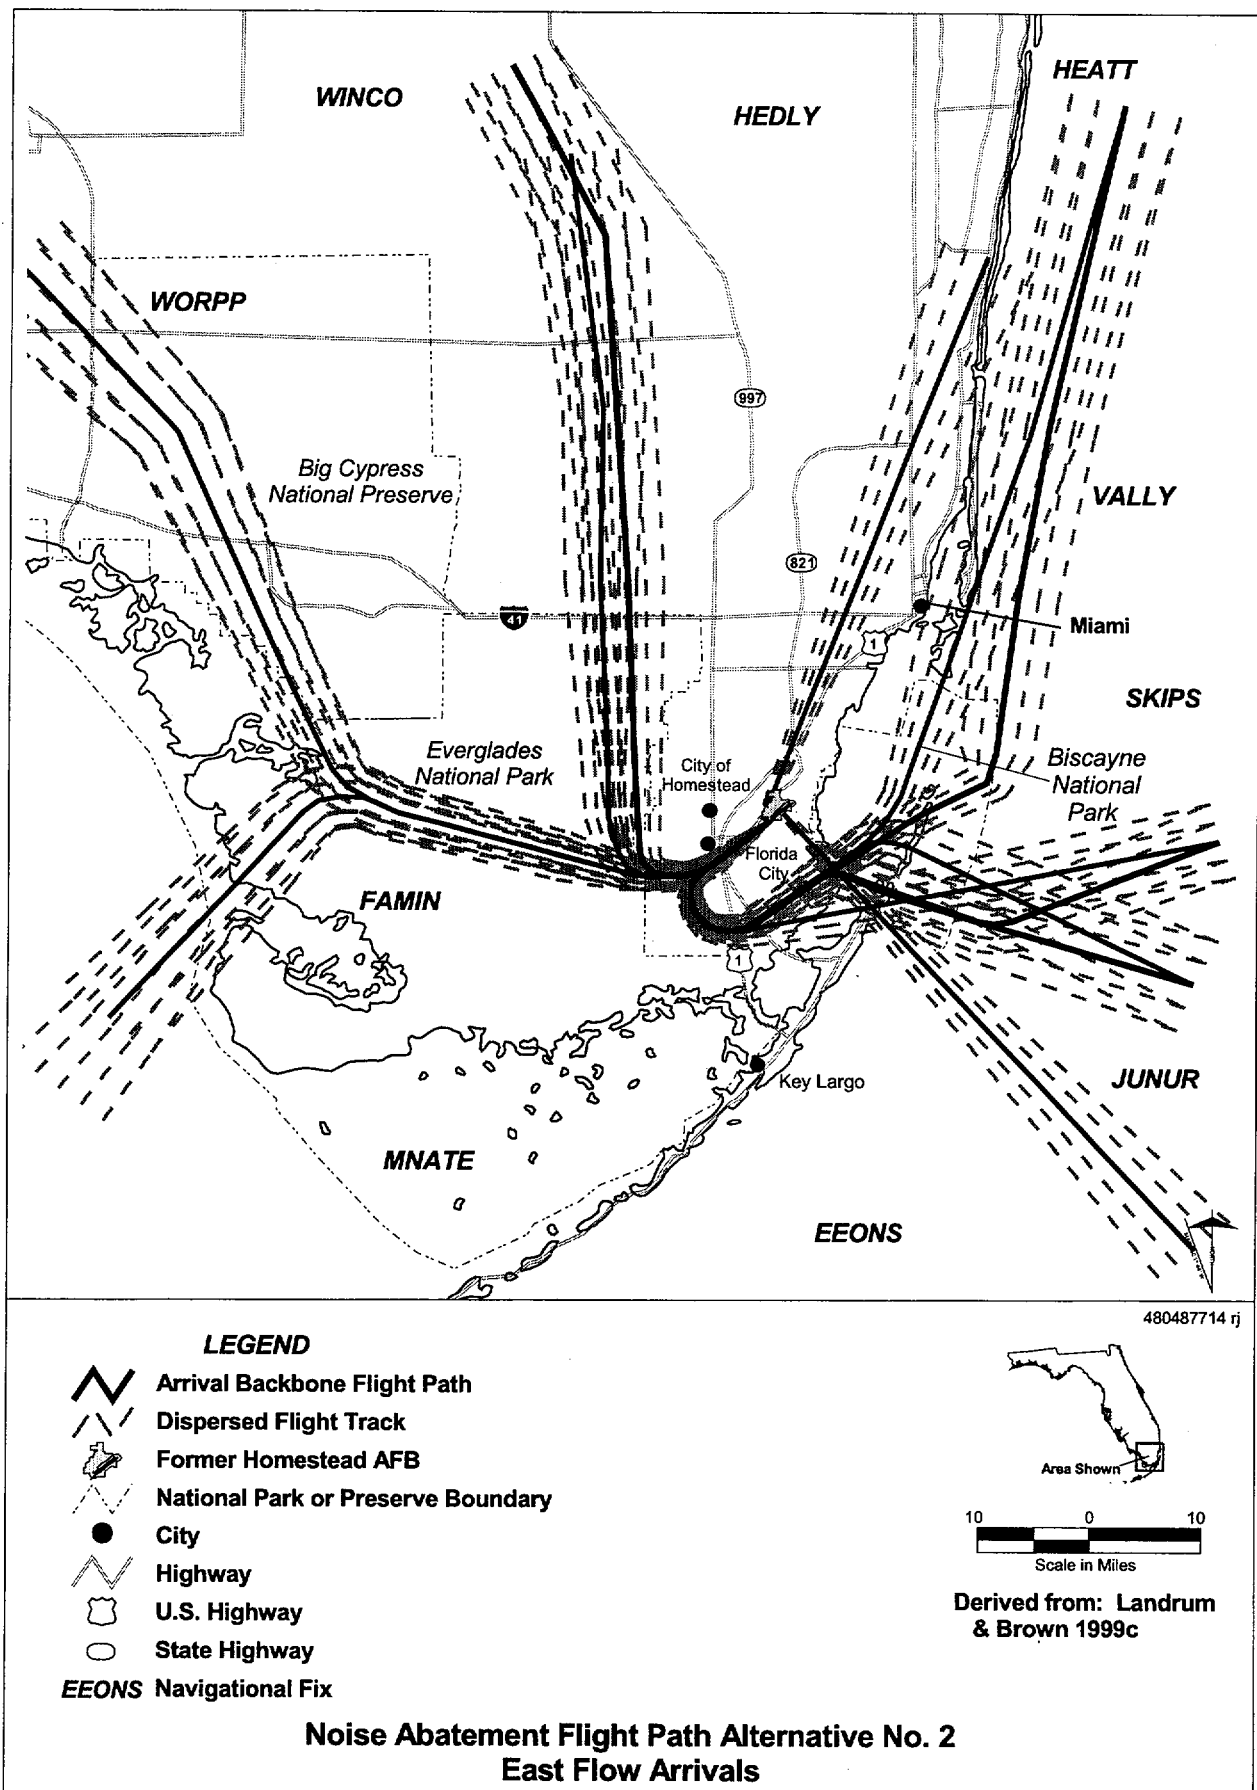 HEATT
WINCO
HEDLY
WORPP
997
Big Cypress
National Preserve
VALLY
821
41
Miami
1
SKIPS
Everglades
National Park
City of
Homestead
Biscayne
National
Park
Florida
City
FAMIN
1
JUNUR
Key Largo
MNATE
EEONS
480487714 rj
LEGEND
Arrival Backbone Flight Path
Dispersed Flight Track
Former Homestead AFB
National Park or Preserve Boundary
City
Highway
U.S. Highway
State Highway
EEONS Navigational Fix
Area Shown
10 0 10
Scale in Miles
Derived from: Landrum
& Brown 1999c
Noise Abatement Flight Path Alternative No. 2
East Flow Arrivals